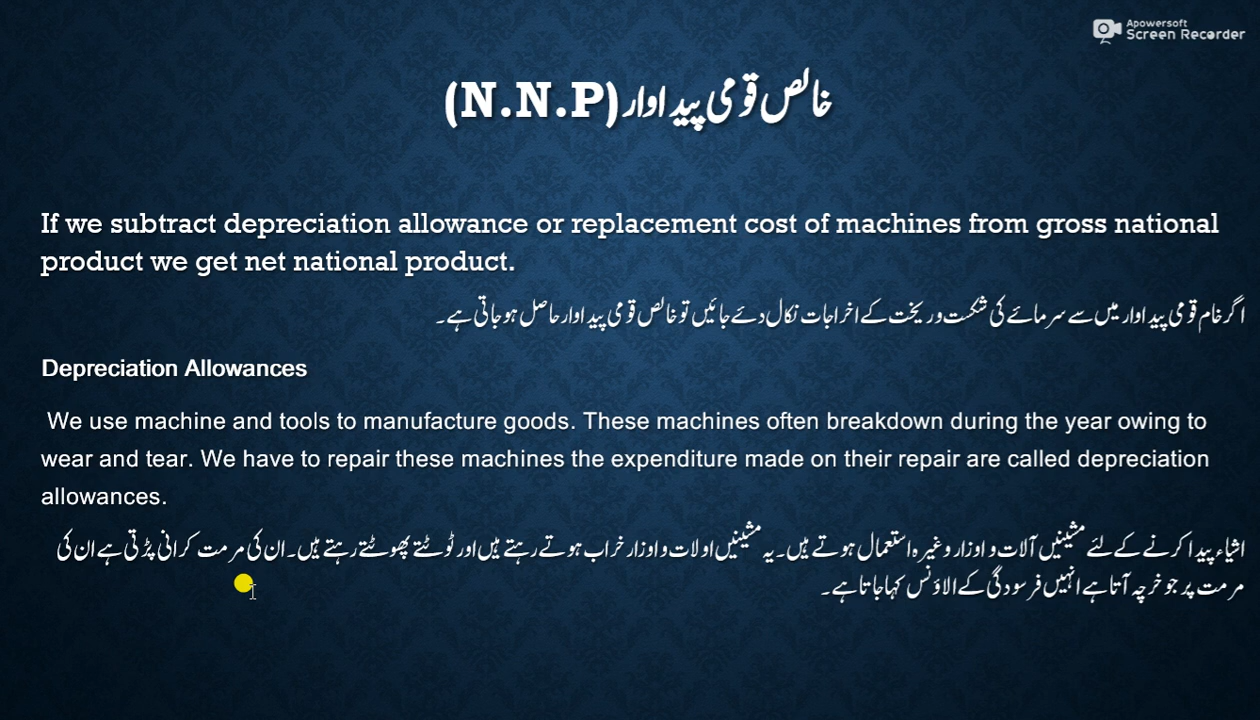 Apowersoft
Screen Recorder
خالص قومی پیداوار (N.N.P)
If we subtract depreciation allowance or replacement cost of machines from gross national
product we get net national product.
اگر خام قومی پیداوار میں سے سرمائے کی شکست وریخت کے اخراجات نکال دئے جائیں تو خالص قومی پیداوار حاصل ہو جاتی ہے۔
Depreciation Allowances
We use machine and tools to manufacture goods. These machines often breakdown during the year owing to
wear and tear. We have to repair these machines the expenditure made on their repair are called depreciation
allowances.
اشیاء پیدا کرنے کے لئے مشینیں آلات و اوزار وغیرہ استعمال ہوتے ہیں۔ یہ مشینیں اولات و اوزار خراب ہوتے رہتے ہیں اور ٹوٹتے پھوٹتے رہتے ہیں۔ ان کی مرمت کرانی پڑتی ہے ان کی
مرمت پر جو خرچہ آتا ہے انہیں فرسودگی کے الاؤنس کہا جاتا ہے۔